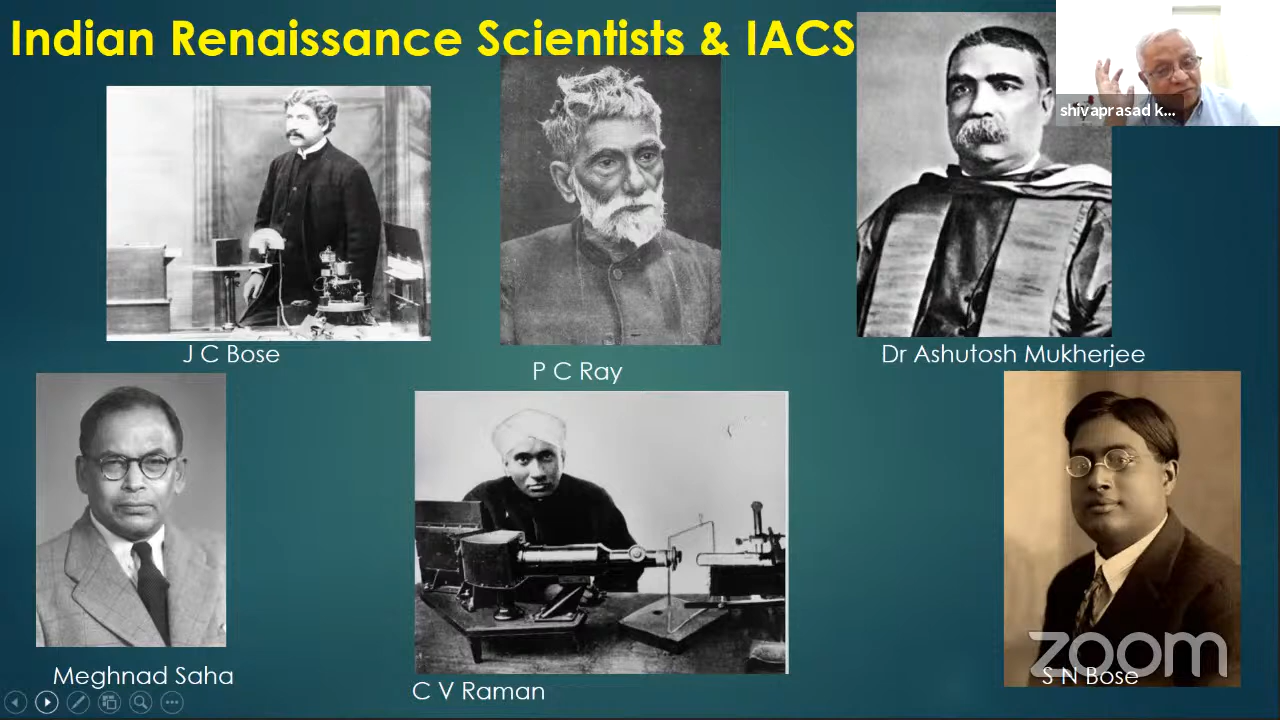 Indian Renaissance Scientists & IACS
shivaprasad k...
J C Bose
P C Ray
Dr Ashutosh Mukherjee
Meghnad Saha
C V Raman
S N Bose
zoom